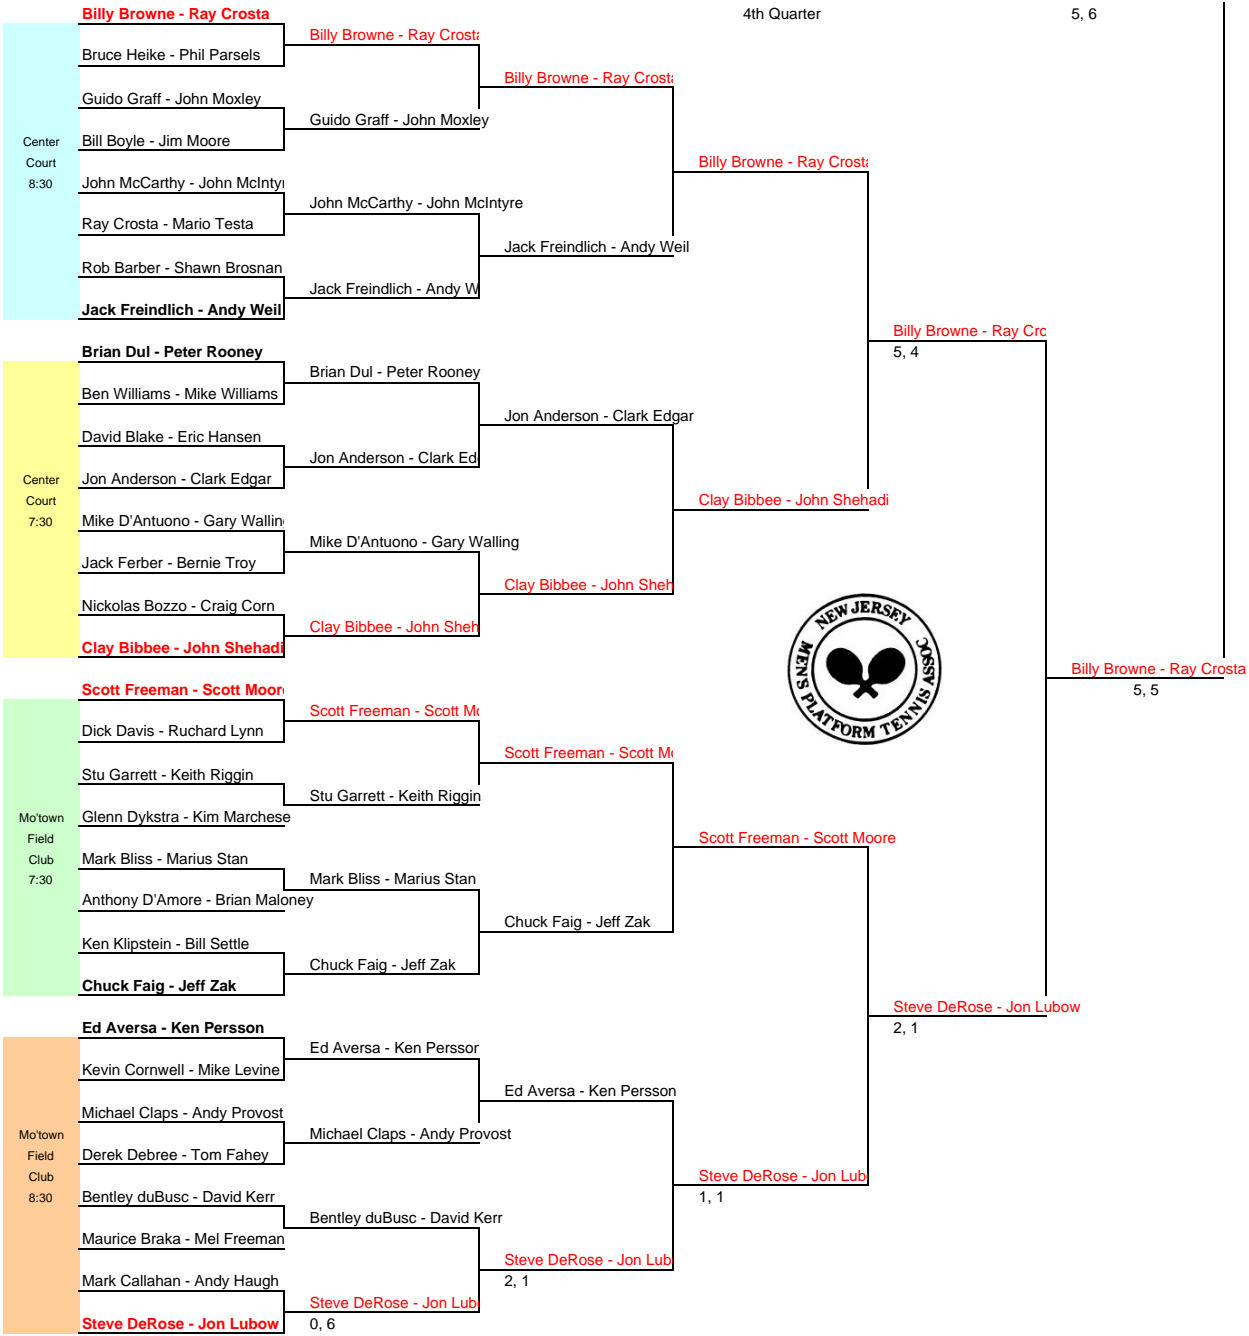 Billy Browne - Ray Crosta
4th Quarter
5, 6
Billy Browne - Ray Crosta
Bruce Heike - Phil Parsels
Billy Browne - Ray Crosta
Guido Graff - John Moxley
Guido Graff - John Moxley
Center
Bill Boyle - Jim Moore
Court
Billy Browne - Ray Crosta
8:30
John McCarthy - John McIntyr
John McCarthy - John McIntyre
Ray Crosta - Mario Testa
Jack Freindlich - Andy Weil
Rob Barber - Shawn Brosnan
Jack Freindlich - Andy W
Jack Freindlich - Andy Weil
Billy Browne - Ray Cro
5, 4
Brian Dul - Peter Rooney
Brian Dul - Peter Rooney
Ben Williams - Mike Williams
Jon Anderson - Clark Edgar
David Blake - Eric Hansen
Jon Anderson - Clark Ed
Center
Jon Anderson - Clark Edgar
Court
Clay Bibbee - John Shehadi
7:30
Mike D'Antuono - Gary Walling
Mike D'Antuono - Gary Walling
Jack Ferber - Bernie Troy
Clay Bibbee - John Sheh
Nickolas Bozzo - Craig Corn
Clay Bibbee - John Sheh
Clay Bibbee - John Shehadi
NEW JERSEY
MENS PLATFORM TENNIS ASSOC
Billy Browne - Ray Crosta
5, 5
Scott Freeman - Scott Moore
Scott Freeman - Scott Mo
Dick Davis - Ruchard Lynn
Scott Freeman - Scott Mo
Stu Garrett - Keith Riggin
Stu Garrett - Keith Riggin
Mo'town
Glenn Dykstra - Kim Marchese
Field
Scott Freeman - Scott Moore
Club
Mark Bliss - Marius Stan
7:30
Mark Bliss - Marius Stan
Anthony D'Amore - Brian Maloney
Chuck Faig - Jeff Zak
Ken Klipstein - Bill Settle
Chuck Faig - Jeff Zak
Chuck Faig - Jeff Zak
Steve DeRose - Jon Lubow
2, 1
Ed Aversa - Ken Persson
Ed Aversa - Ken Persson
Kevin Cornwell - Mike Levine
Ed Aversa - Ken Persson
Michael Claps - Andy Provost
Michael Claps - Andy Provost
Mo'town
Derek Debree - Tom Fahey
Field
Club
Steve DeRose - Jon Lub
8:30
1, 1
Bentley duBusc - David Kerr
Bentley duBusc - David Kerr
Maurice Braka - Mel Freeman
Steve DeRose - Jon Lub
2, 1
Mark Callahan - Andy Haugh
Steve DeRose - Jon Lub
0, 6
Steve DeRose - Jon Lubow